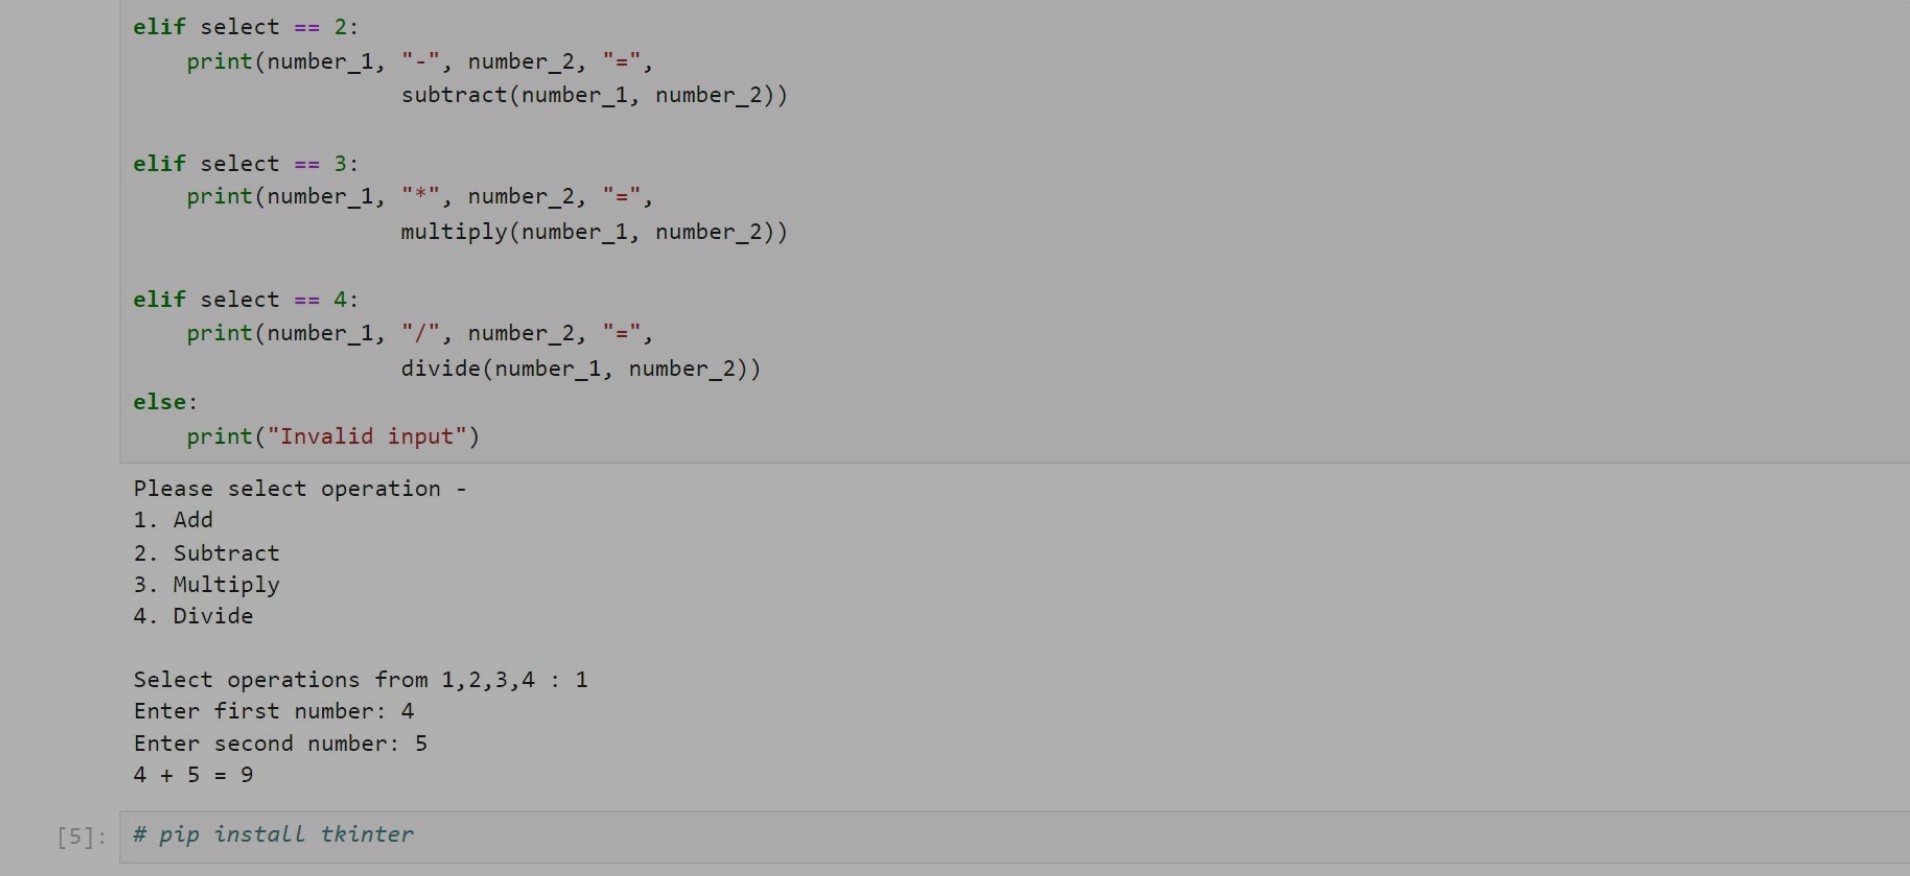 elif select == 2:
    print(number_1, "-", number_2, "=",
                    subtract(number_1, number_2))

elif select == 3:
    print(number_1, "*", number_2, "=",
                    multiply(number_1, number_2))

elif select == 4:
    print(number_1, "/", number_2, "=",
                    divide(number_1, number_2))
else:
    print("Invalid input")
Please select operation -
1. Add
2. Subtract
3. Multiply
4. Divide

Select operations from 1,2,3,4 : 1
Enter first number: 4
Enter second number: 5
4 + 5 = 9
[5]: # pip install tkinter